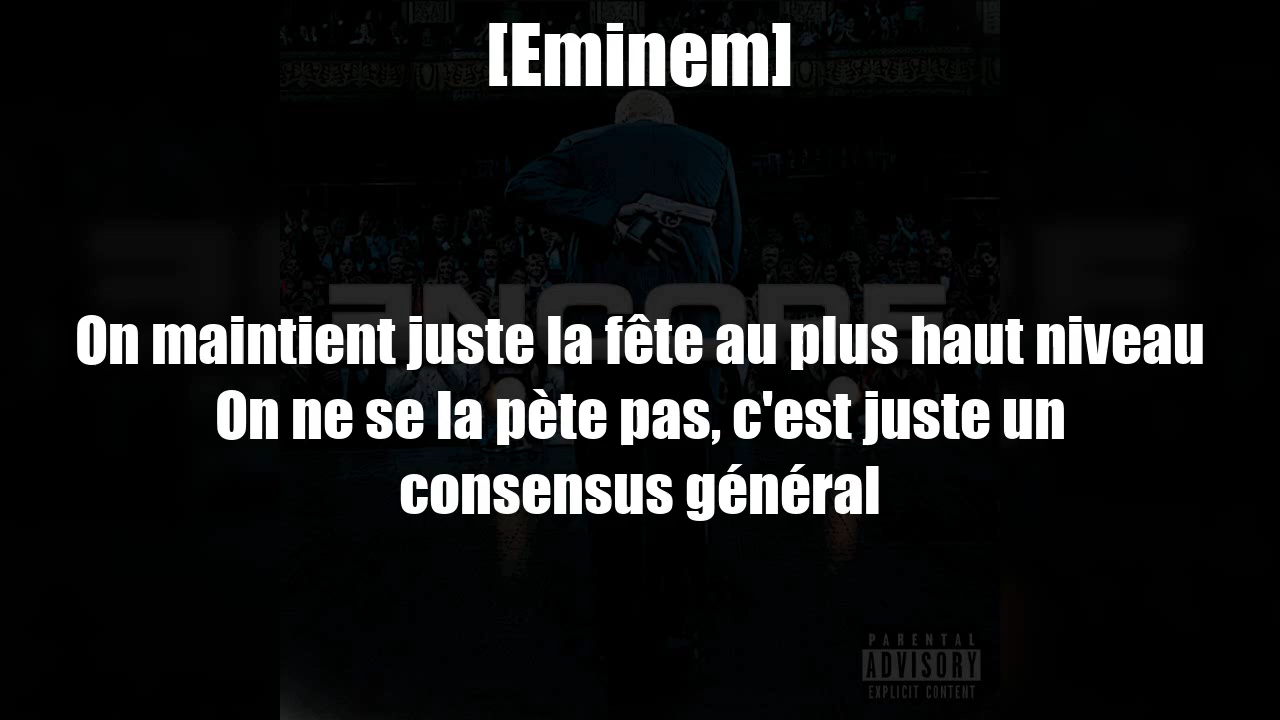 [Eminem]
ENCORE
On maintient juste la fête au plus haut niveau
On ne se la pète pas, c'est juste un
consensus général
PARENTAL
ADVISORY
EXPLICIT CONTENT